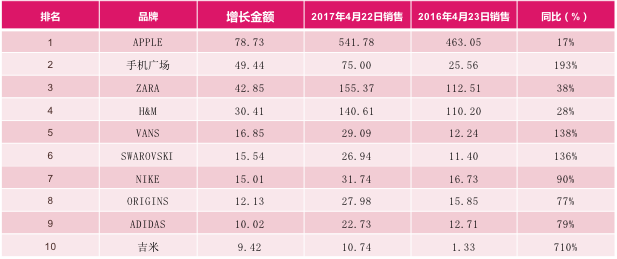 排名 品牌 增长金额 2017年4月22日销售 2016年4月23日销售 同比（%）
1 APPLE 78.73 541.78 463.05 17%
2 手机广场 49.44 75.00 25.56 193%
3 ZARA 42.85 155.37 112.51 38%
4 H&M 30.41 140.61 110.20 28%
5 VANS 16.85 29.09 12.24 138%
6 SWAROVSKI 15.54 26.94 11.40 136%
7 NIKE 15.01 31.74 16.73 90%
8 ORIGINS 12.13 27.98 15.85 77%
9 ADIDAS 10.02 22.73 12.71 79%
10 吉米 9.42 10.74 1.33 710%